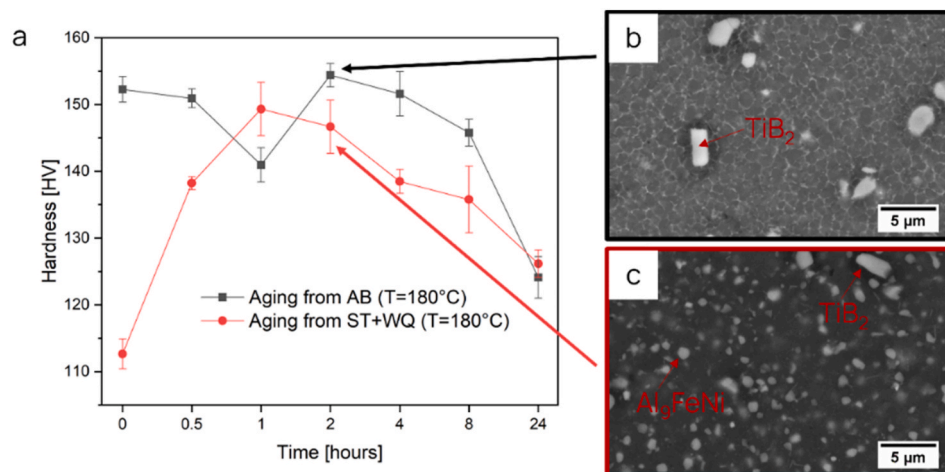 a
160
150
140
130
120
110
Hardness [HV]
Aging from AB (T=180°C)
Aging from ST+WQ (T=180°C)
0
0.5
1
2
4
8
24
Time [hours]
b
TiB₂
5 µm
c
TiB₂
Al₉FeNi
5 µm